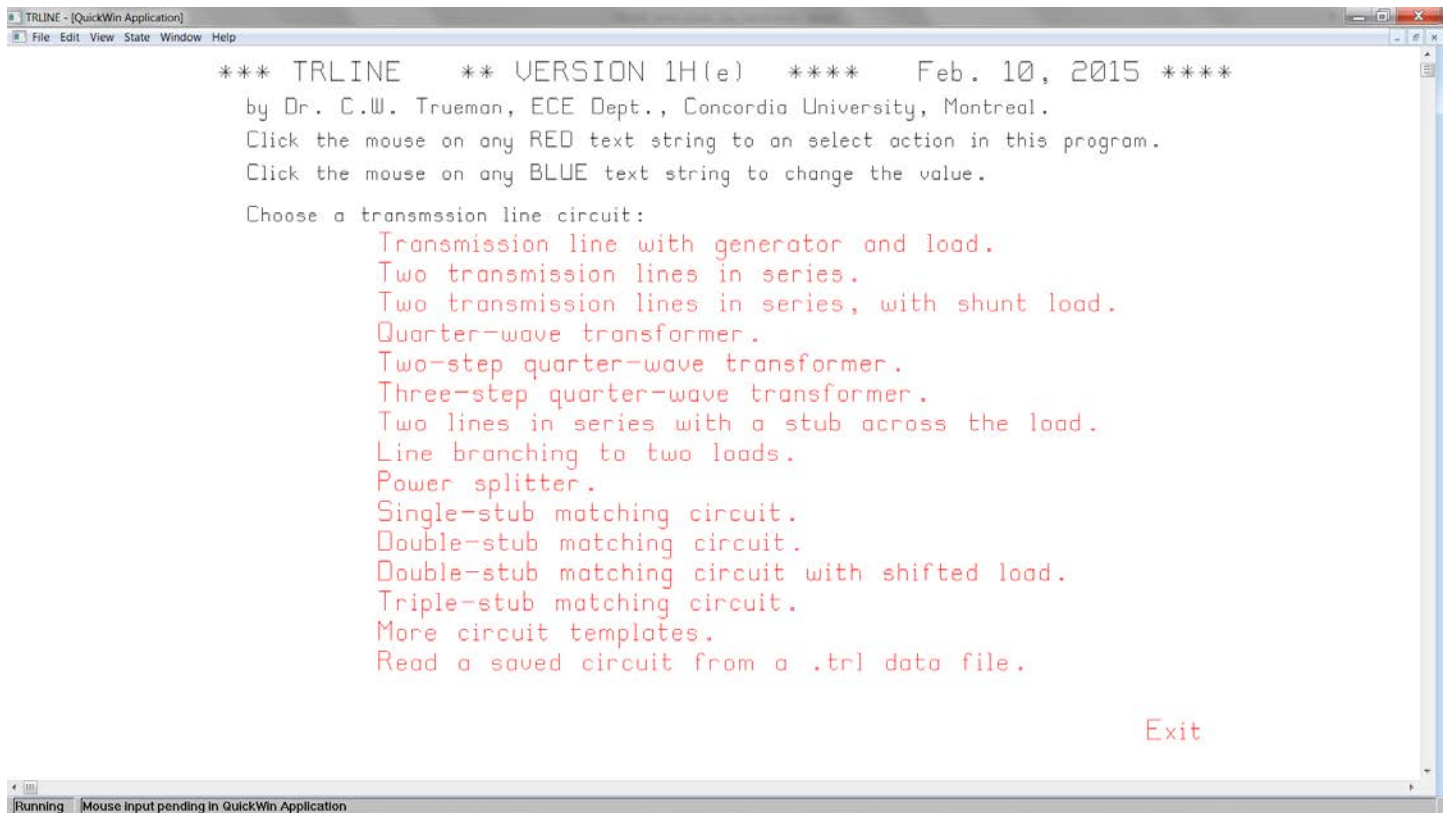 TRLINE - [QuickWin Application]
File Edit View State Window Help
*** TRLINE ** VERSION 1H(e) **** Feb. 10, 2015 ****
by Dr. C.W. Trueman, ECE Dept., Concordia University, Montreal.
Click the mouse on any RED text string to an select action in this program.
Click the mouse on any BLUE text string to change the value.
Choose a transmssion line circuit:
Transmission line with generator and load.
Two transmission lines in series.
Two transmission lines in series, with shunt load.
Quarter-wave transformer.
Two-step quarter-wave transformer.
Three-step quarter-wave transformer.
Two lines in series with a stub across the load.
Line branching to two loads.
Power splitter.
Single-stub matching circuit.
Double-stub matching circuit.
Double-stub matching circuit with shifted load.
Triple-stub matching circuit.
More circuit templates.
Read a saved circuit from a .trl data file.
Exit
Running Mouse input pending in QuickWin Application